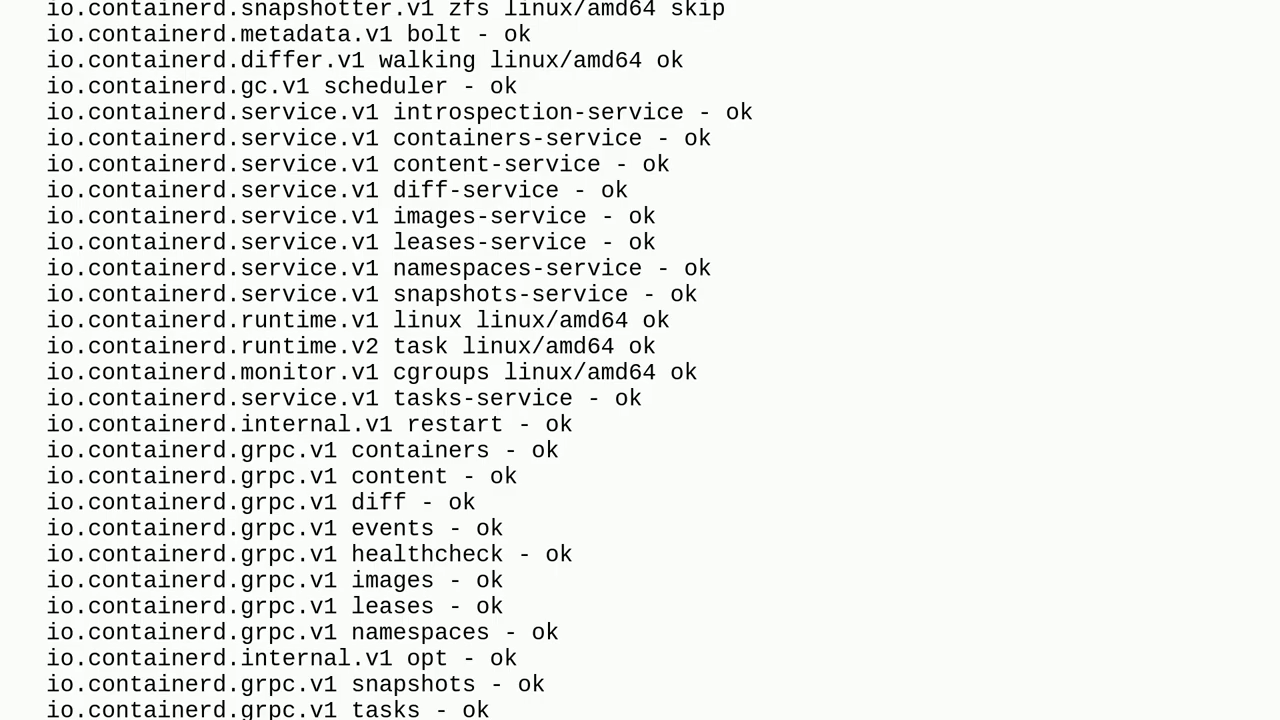 io.containerd.snapshotter.v1 zfs linux/amd64 skip
io.containerd.metadata.v1 bolt - ok
io.containerd.differ.v1 walking linux/amd64 ok
io.containerd.gc.v1 scheduler - ok
io.containerd.service.v1 introspection-service - ok
io.containerd.service.v1 containers-service - ok
io.containerd.service.v1 content-service - ok
io.containerd.service.v1 diff-service - ok
io.containerd.service.v1 images-service - ok
io.containerd.service.v1 leases-service - ok
io.containerd.service.v1 namespaces-service - ok
io.containerd.service.v1 snapshots-service - ok
io.containerd.runtime.v1 linux linux/amd64 ok
io.containerd.runtime.v2 task linux/amd64 ok
io.containerd.monitor.v1 cgroups linux/amd64 ok
io.containerd.service.v1 tasks-service - ok
io.containerd.internal.v1 restart - ok
io.containerd.grpc.v1 containers - ok
io.containerd.grpc.v1 content - ok
io.containerd.grpc.v1 diff - ok
io.containerd.grpc.v1 events - ok
io.containerd.grpc.v1 healthcheck - ok
io.containerd.grpc.v1 images - ok
io.containerd.grpc.v1 leases - ok
io.containerd.grpc.v1 namespaces - ok
io.containerd.internal.v1 opt - ok
io.containerd.grpc.v1 snapshots - ok
io.containerd.grpc.v1 tasks - ok